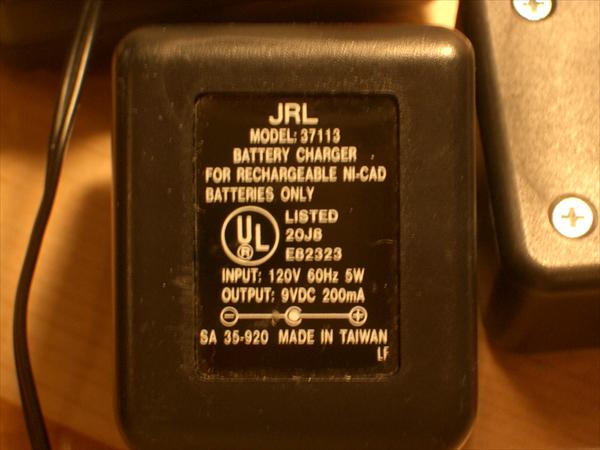 JRL
MODEL: 37113
BATTERY CHARGER
FOR RECHARGEABLE NI-CAD
BATTERIES ONLY
UL
®
LISTED
20J8
E82323
INPUT: 120V 60Hz 5W
OUTPUT: 9VDC 200mA
- +
SA 35-920 MADE IN TAIWAN
LF